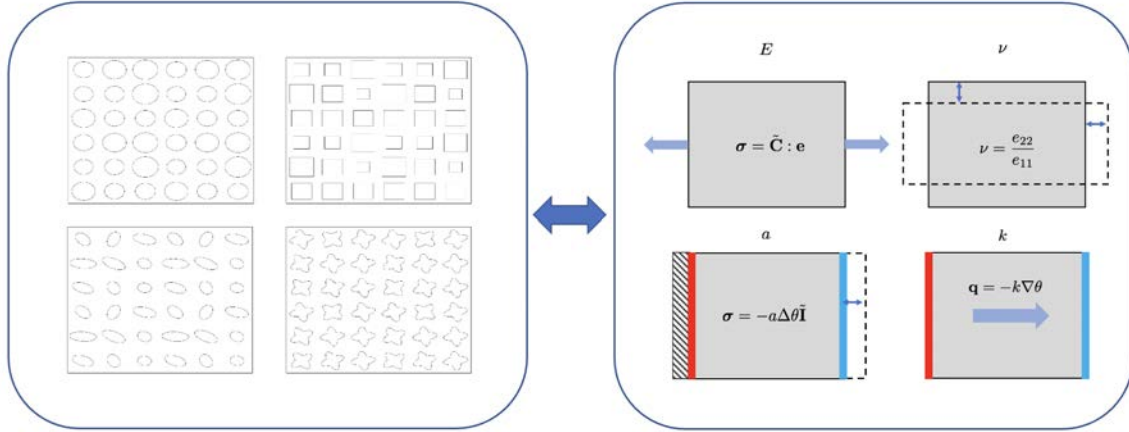 E
ν
σ = C̃ : e
ν = e₂₂ / e₁₁
a
k
σ = −aΔθĨ
q = −k∇θ